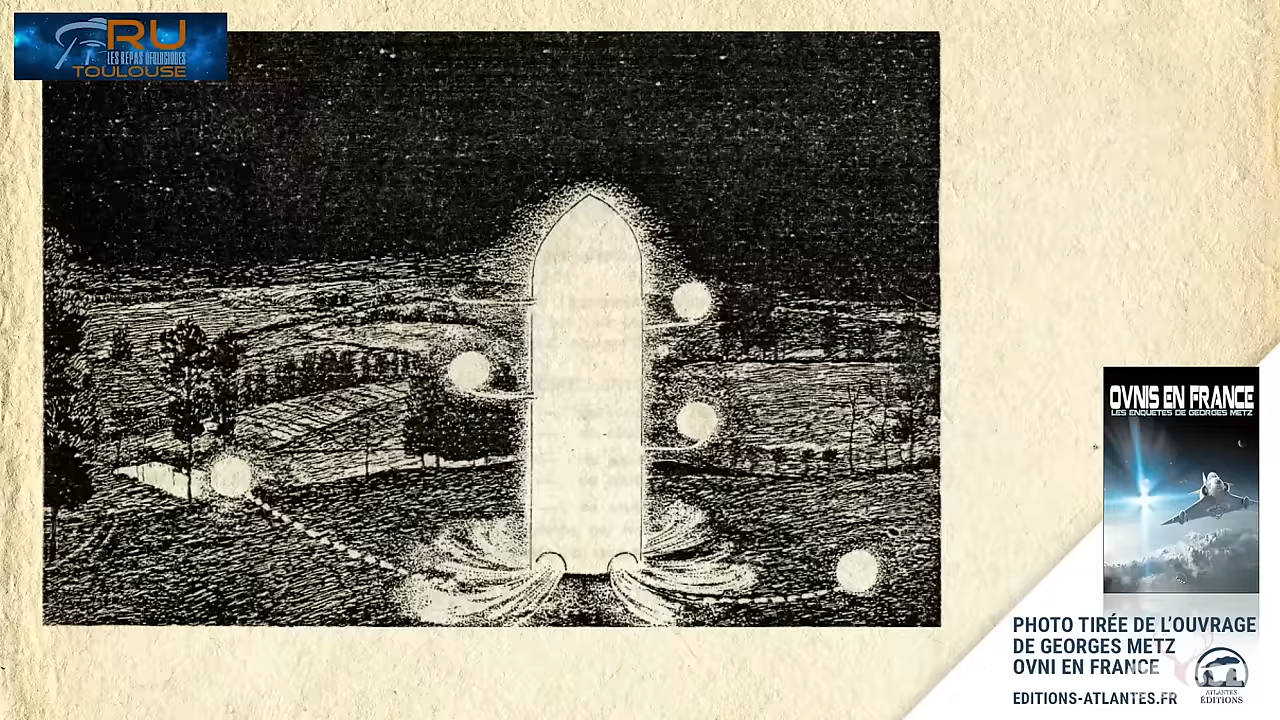 RU
LES REPAS UFOLOGIQUES
TOULOUSE
OVNIS EN FRANCE
LES ENQUETES DE GEORGES METZ
PHOTO TIRÉE DE L'OUVRAGE
DE GEORGES METZ
OVNI EN FRANCE
EDITIONS-ATLANTES.FR
ATLANTES
ÉDITIONS